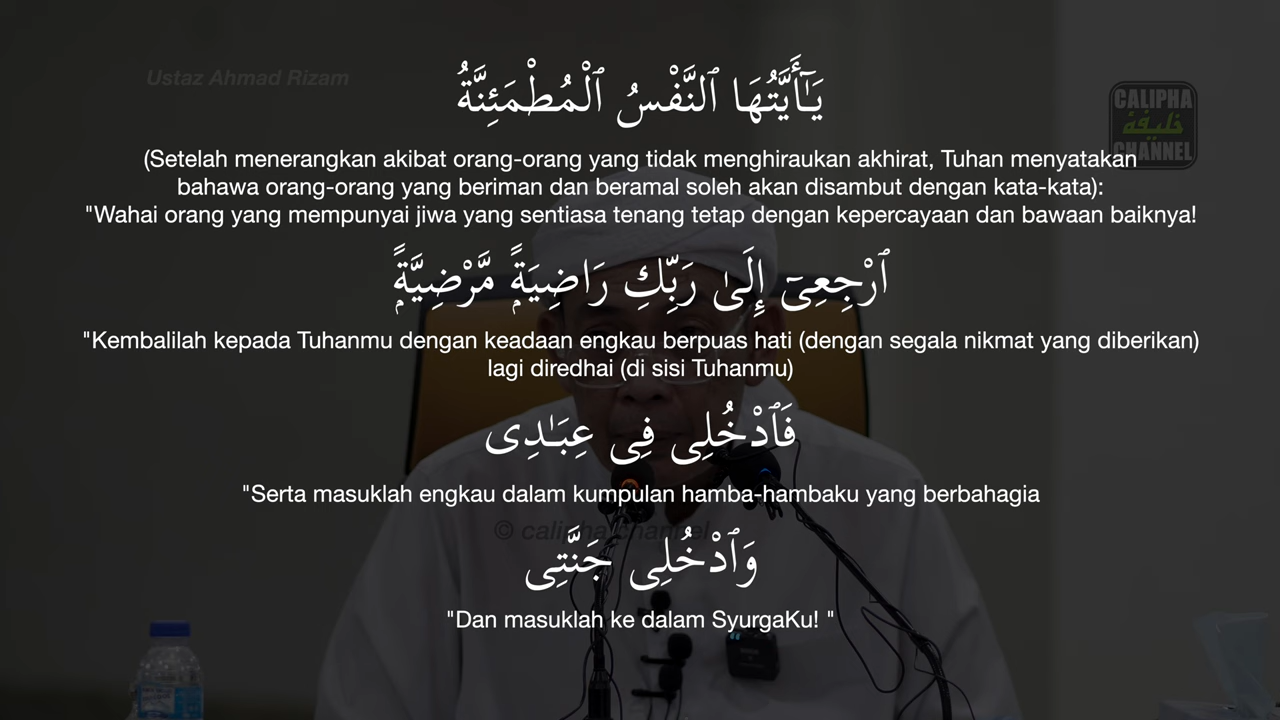 Ustaz Ahmad Rizam
CALIPHA
خليفة
CHANNEL
يَـٰٓأَيَّتُهَا ٱلنَّفْسُ ٱلْمُطْمَئِنَّةُ
(Setelah menerangkan akibat orang-orang yang tidak menghiraukan akhirat, Tuhan menyatakan
bahawa orang-orang yang beriman dan beramal soleh akan disambut dengan kata-kata):
"Wahai orang yang mempunyai jiwa yang sentiasa tenang tetap dengan kepercayaan dan bawaan baiknya!
ٱرْجِعِىٓ إِلَىٰ رَبِّكِ رَاضِيَةً مَّرْضِيَّةً
"Kembalilah kepada Tuhanmu dengan keadaan engkau berpuas hati (dengan segala nikmat yang diberikan)
lagi diredhai (di sisi Tuhanmu)
فَٱدْخُلِى فِى عِبَـٰدِى
"Serta masuklah engkau dalam kumpulan hamba-hambaku yang berbahagia
© calipha channel
وَٱدْخُلِى جَنَّتِى
"Dan masuklah ke dalam SyurgaKu! "